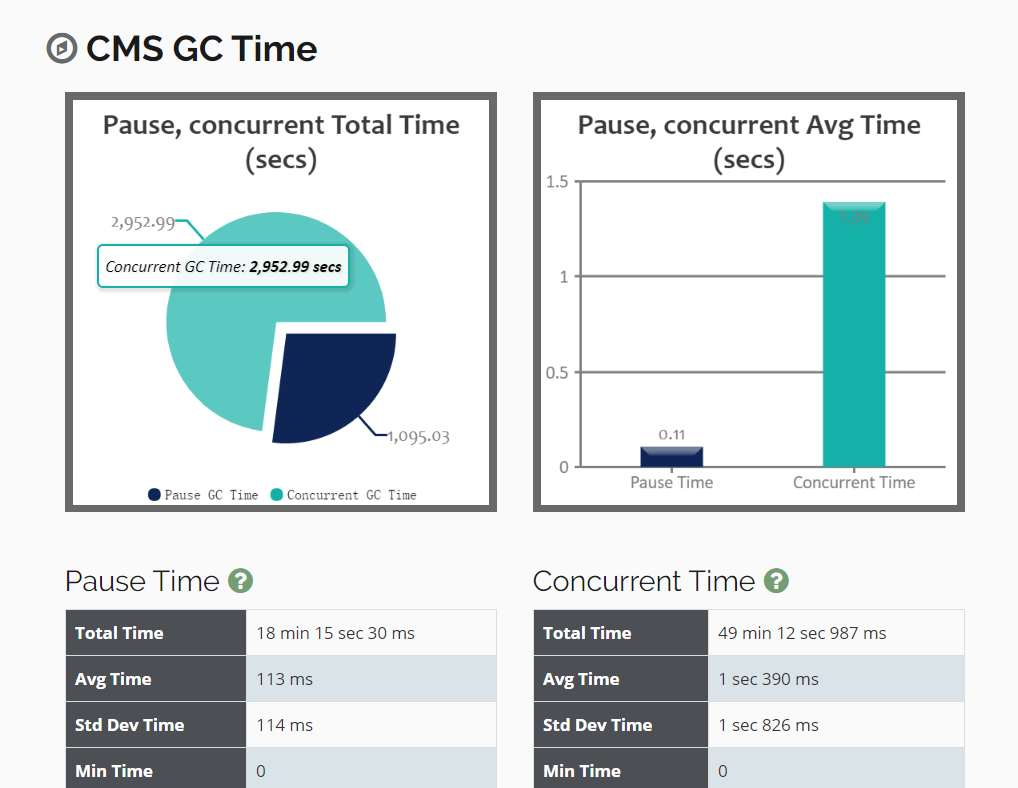 CMS GC Time
Pause, concurrent Total Time
(secs)
2,952.99
Concurrent GC Time: 2,952.99 secs
1,095.03
Pause GC Time
Concurrent GC Time
Pause, concurrent Avg Time
(secs)
1.5
1.39
1
0.5
0.11
0
Pause Time
Concurrent Time
Pause Time ?
Total Time 18 min 15 sec 30 ms
Avg Time 113 ms
Std Dev Time 114 ms
Min Time 0
Concurrent Time ?
Total Time 49 min 12 sec 987 ms
Avg Time 1 sec 390 ms
Std Dev Time 1 sec 826 ms
Min Time 0